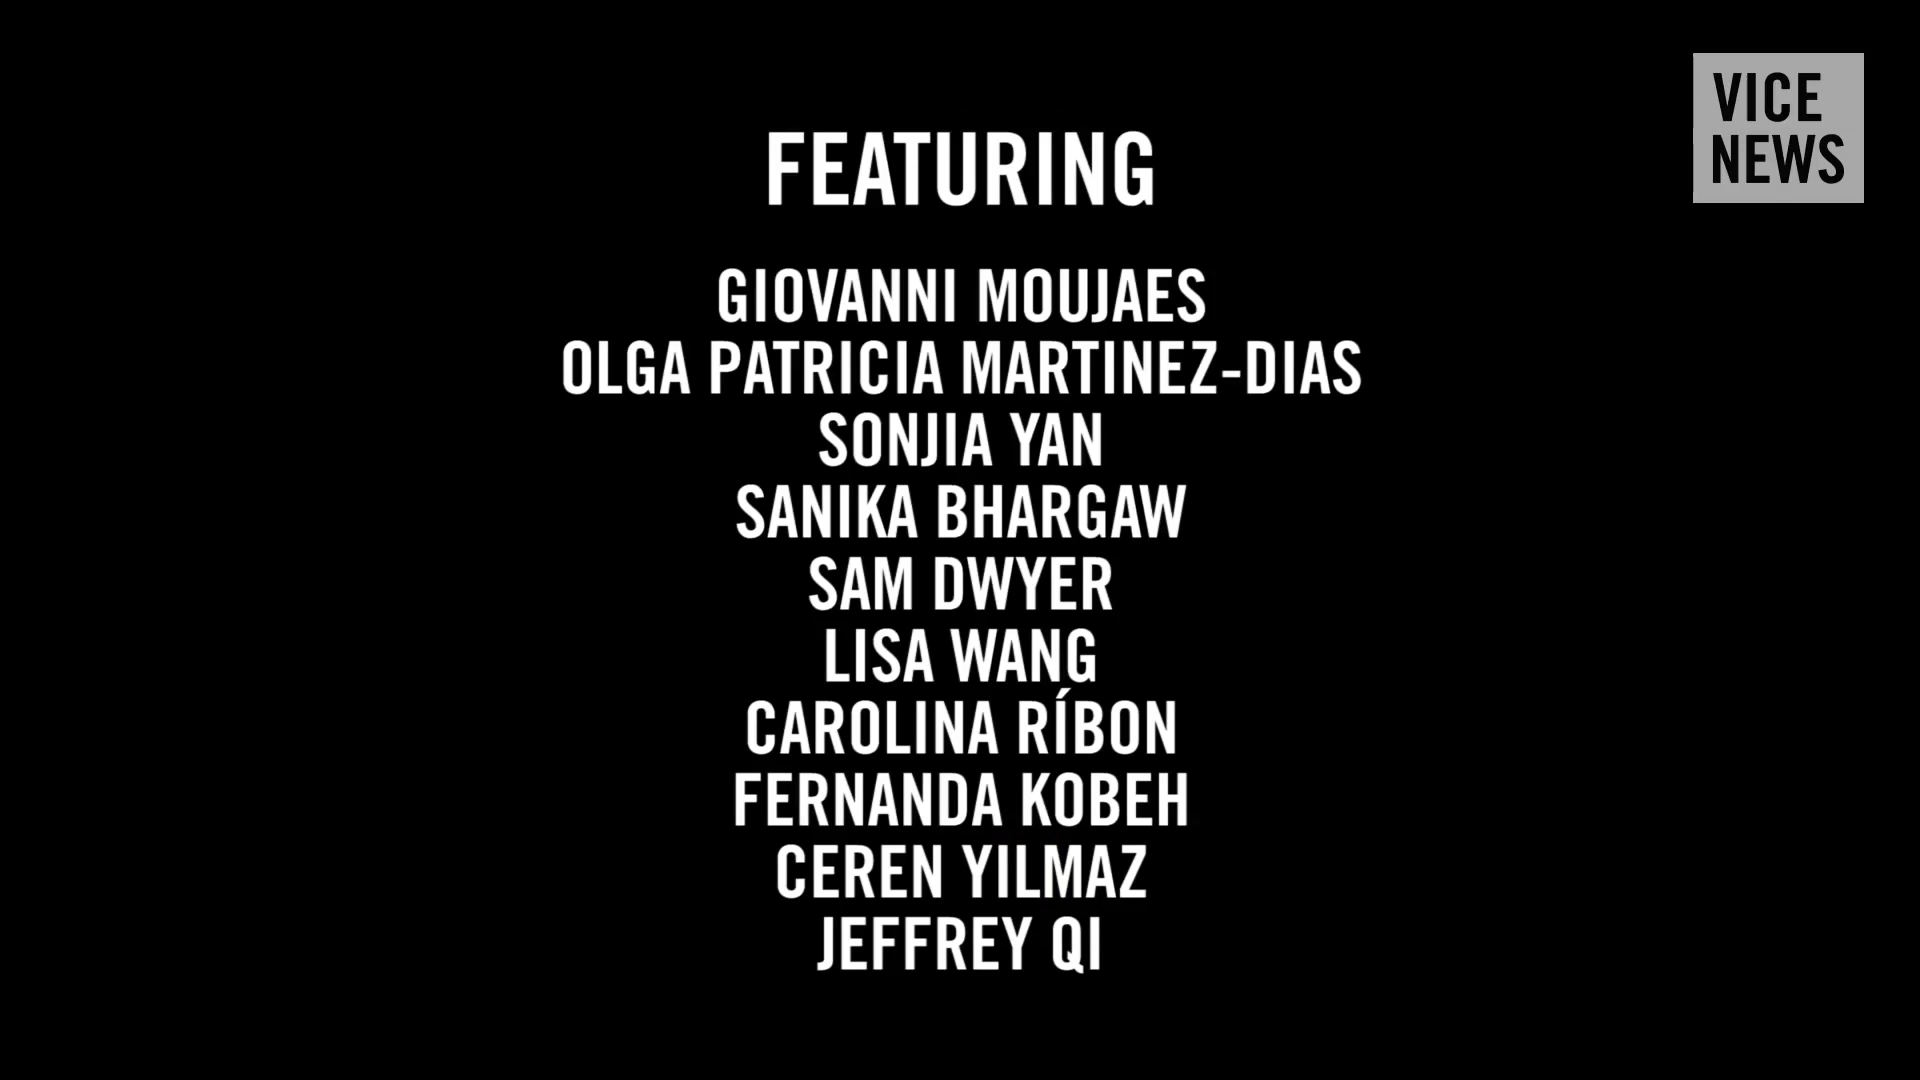 VICE
NEWS
FEATURING
GIOVANNI MOUJAES
OLGA PATRICIA MARTINEZ-DIAS
SONJIA YAN
SANIKA BHARGAW
SAM DWYER
LISA WANG
CAROLINA RÍBON
FERNANDA KOBEH
CEREN YILMAZ
JEFFREY QI